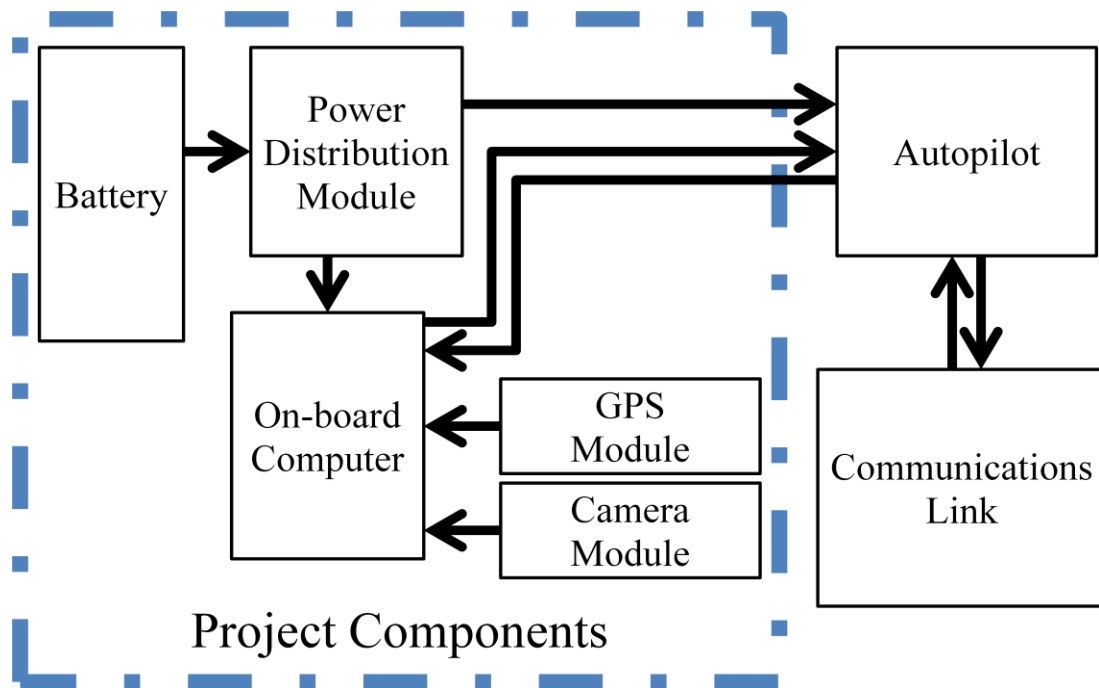 Battery
Power
Distribution
Module
Autopilot
On-board
Computer
GPS
Module
Camera
Module
Communications
Link
Project Components